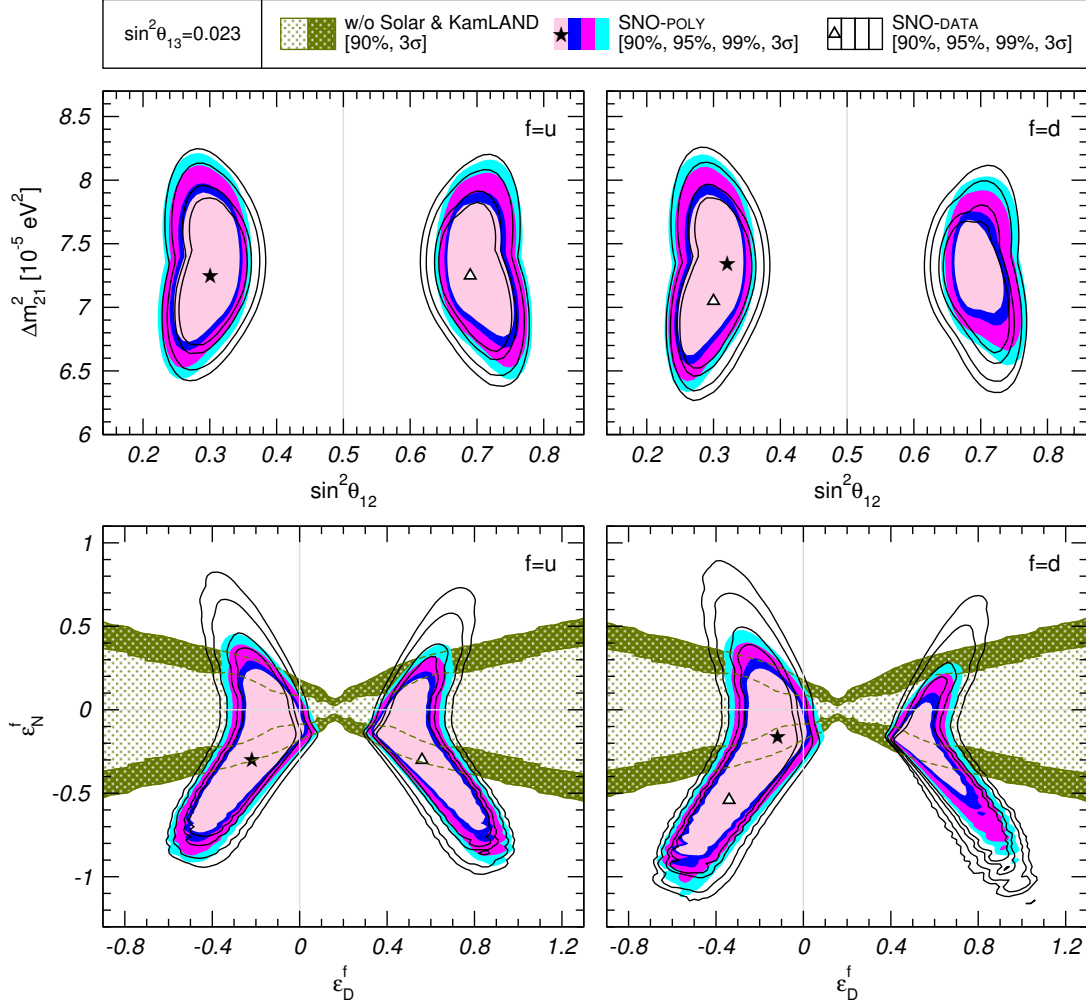 sin²θ₁₃=0.023
w/o Solar & KamLAND
[90%, 3σ]
SNO-POLY
[90%, 95%, 99%, 3σ]
SNO-DATA
[90%, 95%, 99%, 3σ]
8.5
8
7.5
7
6.5
6
Δm²₂₁ [10⁻⁵ eV²]
f=u
0.2
0.3
0.4
0.5
0.6
0.7
0.8
sin²θ₁₂
f=d
0.2
0.3
0.4
0.5
0.6
0.7
0.8
sin²θ₁₂
1
0.5
0
-0.5
-1
ε_N^f
f=u
-0.8
-0.4
0
0.4
0.8
1.2
ε_D^f
f=d
-0.8
-0.4
0
0.4
0.8
1.2
ε_D^f